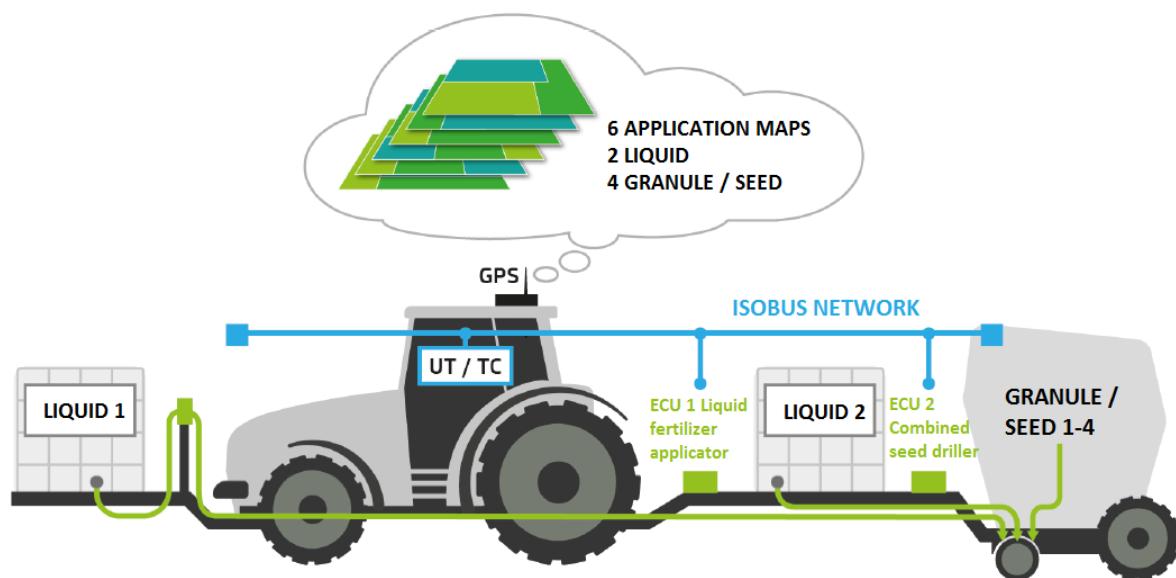 6 APPLICATION MAPS
2 LIQUID
4 GRANULE / SEED
GPS
ISOBUS NETWORK
UT / TC
LIQUID 1
ECU 1 Liquid
fertilizer
applicator
LIQUID 2
ECU 2
Combined
seed driller
GRANULE /
SEED 1-4